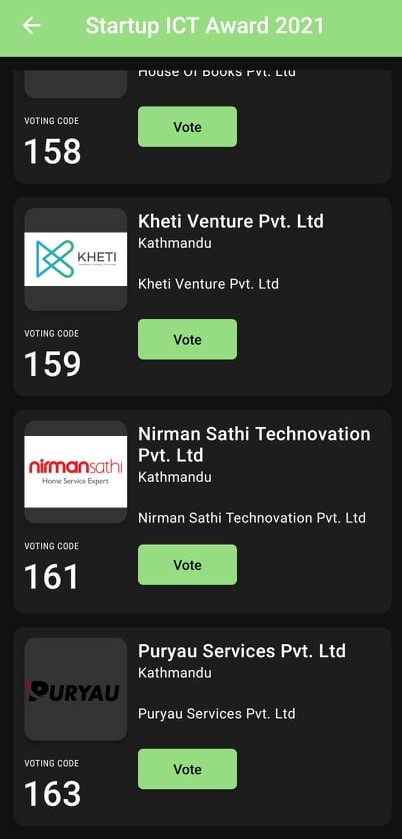 Startup ICT Award 2021
House Of Books Pvt. Ltd
VOTING CODE
158
Vote
Kheti Venture Pvt. Ltd
Kathmandu
KHETI
Kheti Venture Pvt. Ltd
VOTING CODE
159
Vote
Nirman Sathi Technovation
Pvt. Ltd
Kathmandu
nirmansathi
Home Service Expert
Nirman Sathi Technovation Pvt. Ltd
VOTING CODE
161
Vote
Puryau Services Pvt. Ltd
Kathmandu
PURYAU
Puryau Services Pvt. Ltd
VOTING CODE
163
Vote